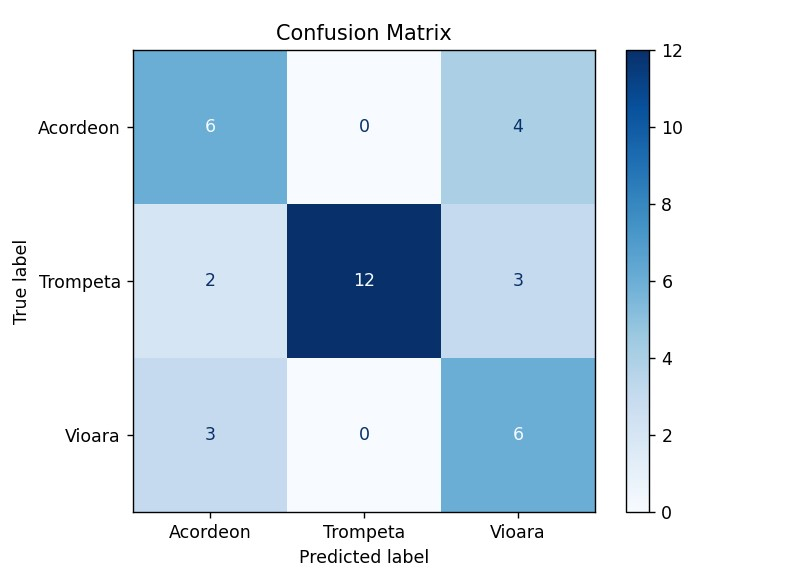 Confusion Matrix
Acordeon 6 0 4
Trompeta 2 12 3
Vioara 3 0 6
Acordeon Trompeta Vioara
Predicted label
True label
12
10
8
6
4
2
0